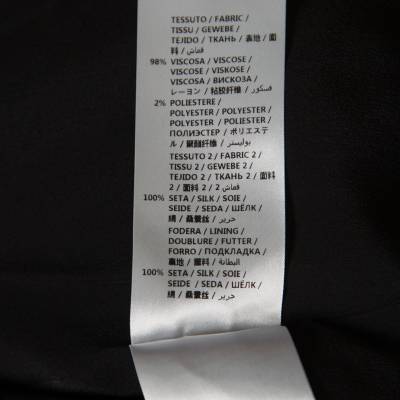 TESSUTO / FABRIC /
TISSU / GEWEBE /
TEJIDO / TKAHЬ / 裏地 / 面
料 / قماش /
98% VISCOSA / VISCOSE /
VISCOSE / VISKOSE /
VISCOSA / ВИСКОЗА /
レーヨン / 粘胶纤维 / فسكوز /
2% POLIESTERE /
POLYESTER / POLYESTER /
POLYESTER / POLIESTER /
ПОЛИЭСТЕР / ポリエステ
ル / 聚酯纤维 / بوليستر /
TESSUTO 2 / FABRIC 2 /
TISSU 2 / GEWEBE 2 /
TEJIDO 2 / ТКАНЬ 2 / 面料
2 / 面料 2 / قماش 2 /
100% SETA / SILK / SOIE /
SEIDE / SEDA / ШЁЛК /
絹 / 桑蚕丝 / حرير /
FODERA / LINING /
DOUBLURE / FUTTER /
FORRO / ПОДКЛАДКА /
裏地 / 里料 / البطانة /
100% SETA / SILK / SOIE /
SEIDE / SEDA / ШЁЛК /
絹 / 桑蚕丝 / حرير /